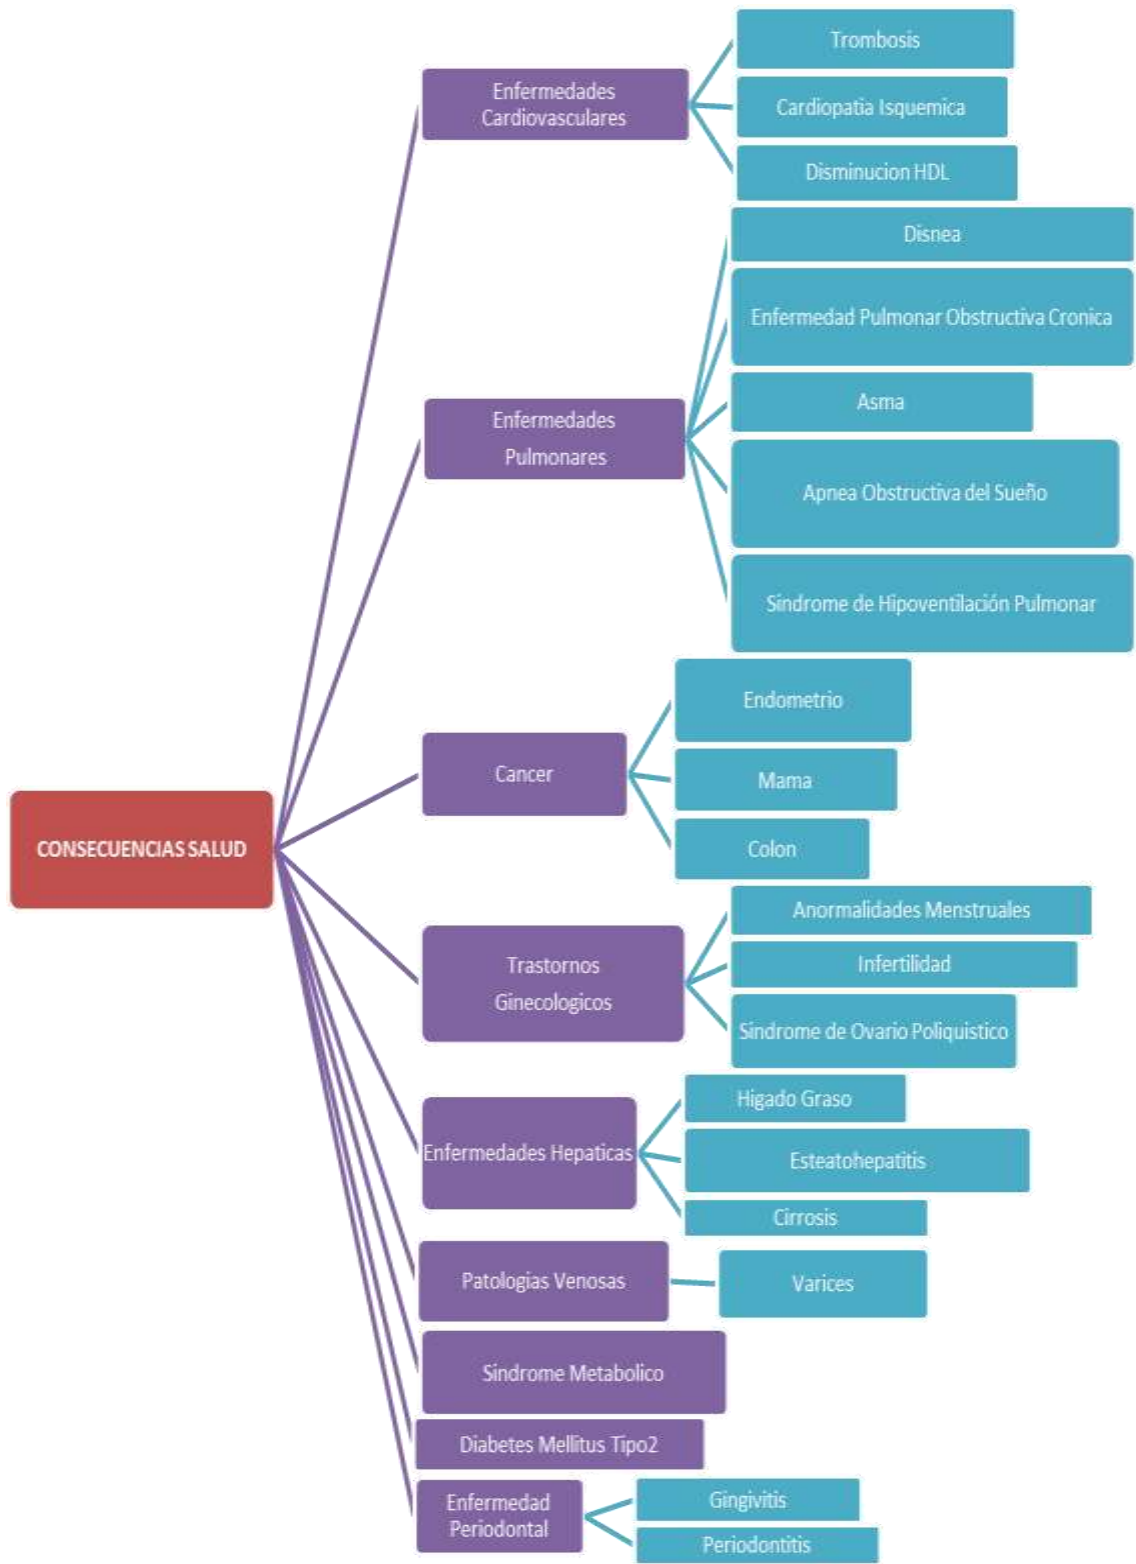 CONSECUENCIAS SALUD
Enfermedades
Cardiovasculares
Trombosis
Cardiopatia Isquemica
Disminucion HDL
Enfermedades
Pulmonares
Disnea
Enfermedad Pulmonar Obstructiva Cronica
Asma
Apnea Obstructiva del Sueño
Sindrome de Hipoventilación Pulmonar
Cancer
Endometrio
Mama
Colon
Trastornos
Ginecologicos
Anormalidades Menstruales
Infertilidad
Sindrome de Ovario Poliquistico
Enfermedades Hepaticas
Higado Graso
Esteatohepatitis
Cirrosis
Patologias Venosas
Varices
Sindrome Metabolico
Diabetes Mellitus Tipo2
Enfermedad
Periodontal
Gingivitis
Periodontitis